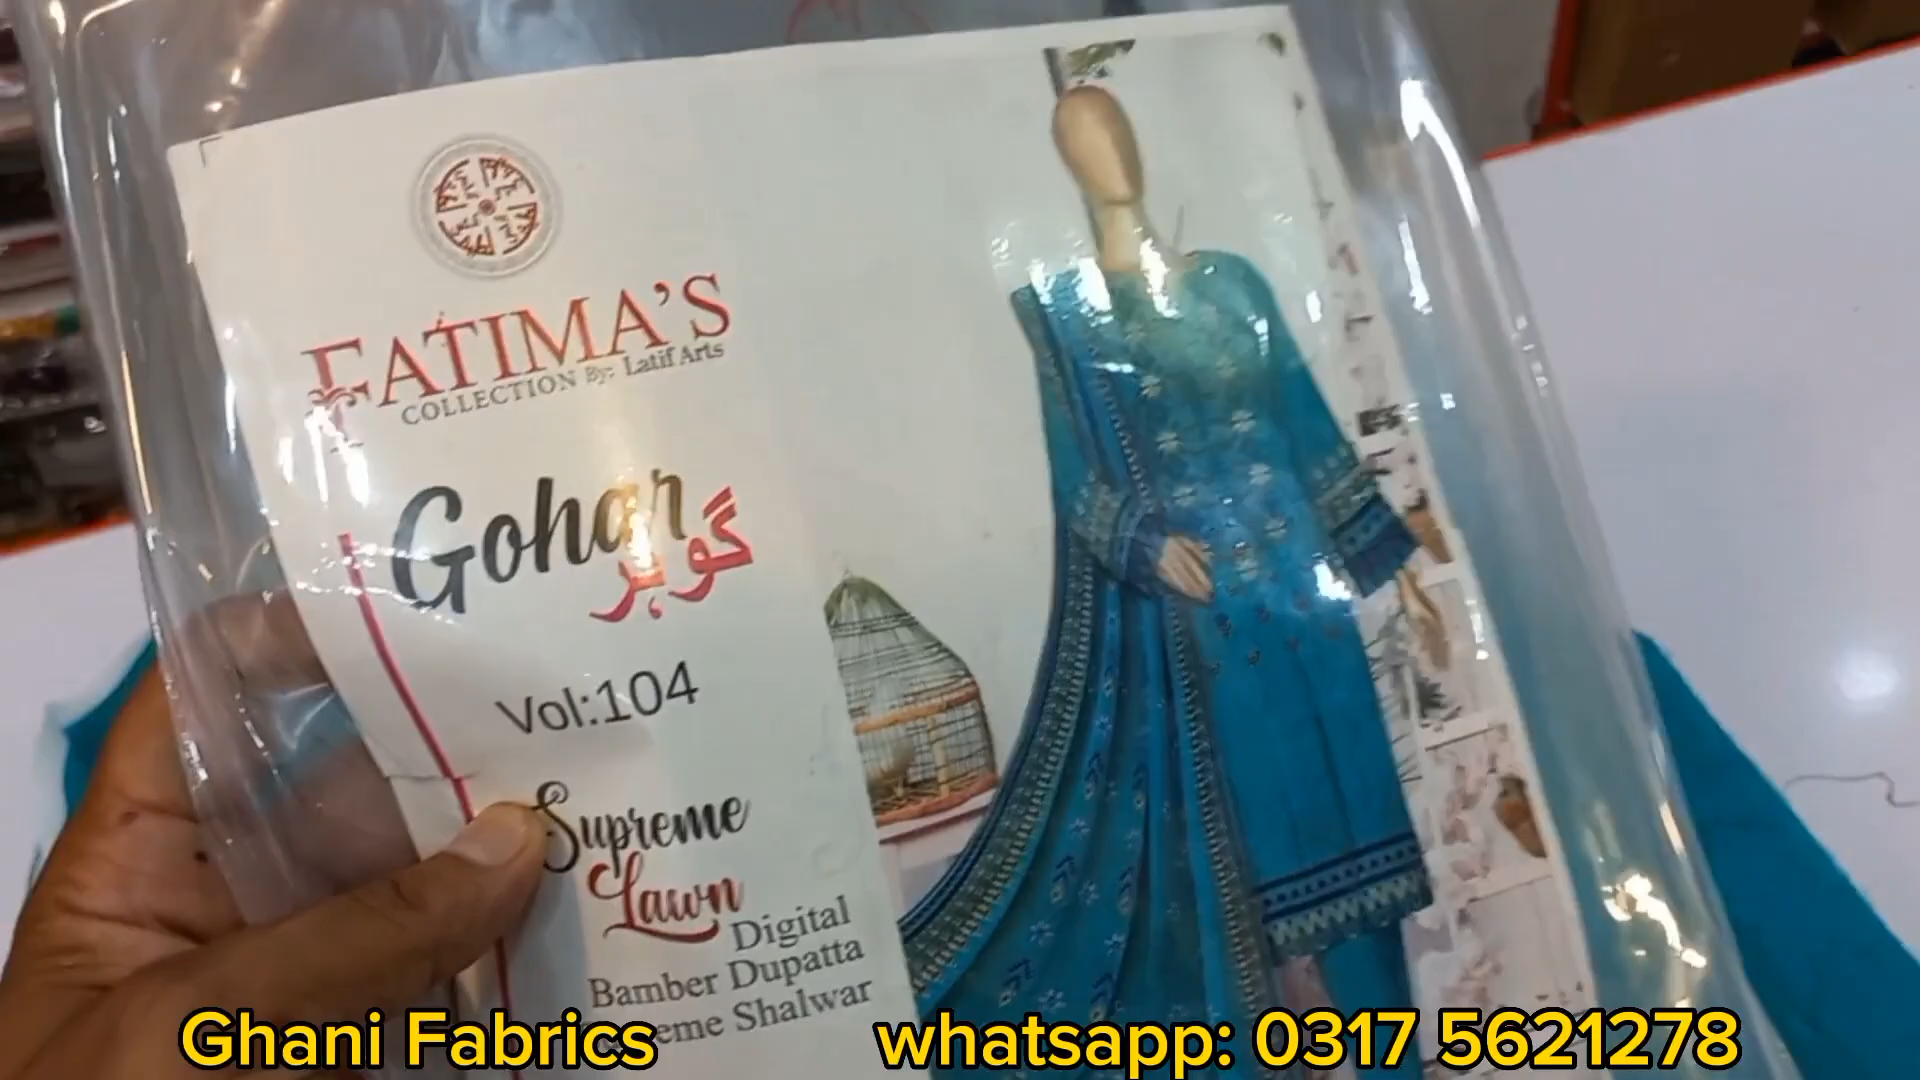 FATIMA'S
COLLECTION By: Latif Arts
Gohar
گوہر
Vol:104
Supreme
Lawn
Digital
Bamber Dupatta
Shalwar
Ghani Fabrics
whatsapp: 0317 5621278